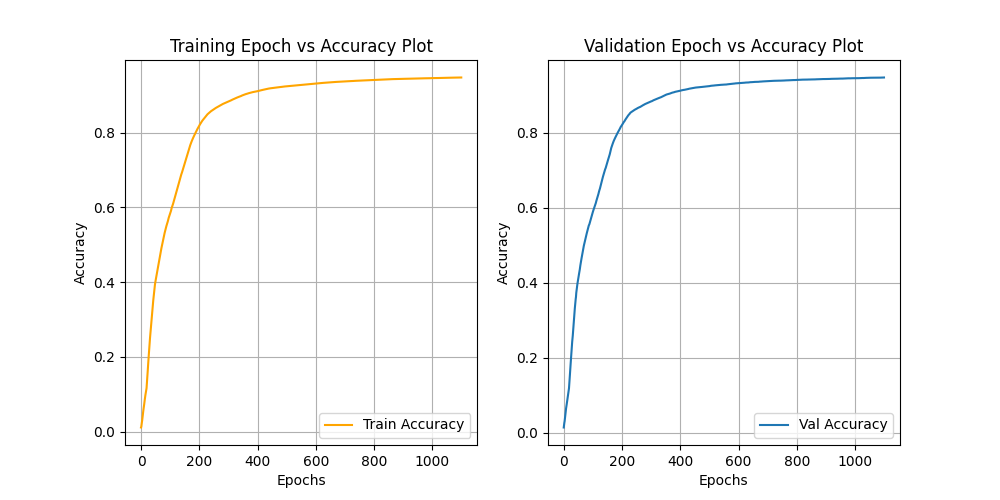 Training Epoch vs Accuracy Plot
Accuracy
0.8
0.6
0.4
0.2
0.0
0 200 400 600 800 1000
Epochs
Train Accuracy
Validation Epoch vs Accuracy Plot
Accuracy
0.8
0.6
0.4
0.2
0.0
0 200 400 600 800 1000
Epochs
Val Accuracy